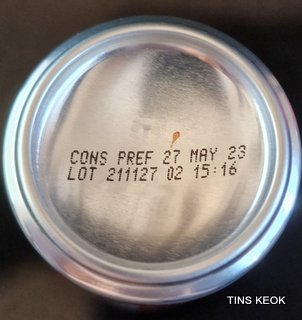 CONS PREF 27 MAY 23
LOT 211127 02 15:16
TINS KEOK